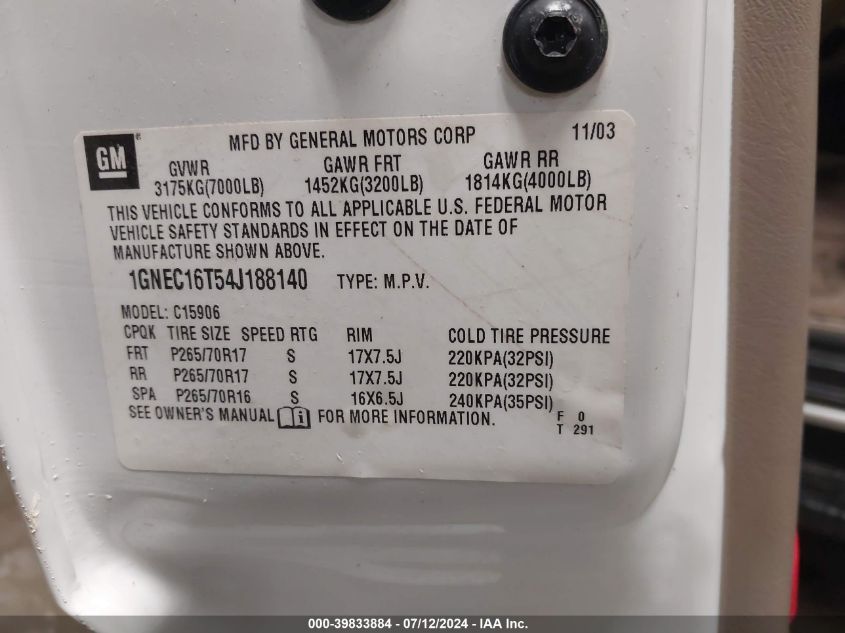 GM
MFD BY GENERAL MOTORS CORP 11/03
GVWR GAWR FRT GAWR RR
3175KG(7000LB) 1452KG(3200LB) 1814KG(4000LB)
THIS VEHICLE CONFORMS TO ALL APPLICABLE U.S. FEDERAL MOTOR
VEHICLE SAFETY STANDARDS IN EFFECT ON THE DATE OF
MANUFACTURE SHOWN ABOVE.
1GNEC16T54J188140 TYPE: M.P.V.
MODEL: C15906
CPQK TIRE SIZE SPEED RTG RIM COLD TIRE PRESSURE
FRT P265/70R17 S 17X7.5J 220KPA(32PSI)
RR P265/70R17 S 17X7.5J 220KPA(32PSI)
SPA P265/70R16 S 16X6.5J 240KPA(35PSI)
SEE OWNER'S MANUAL i FOR MORE INFORMATION. F 0
T 291
000-39833884 / 07/12/2024 - IAA Inc.